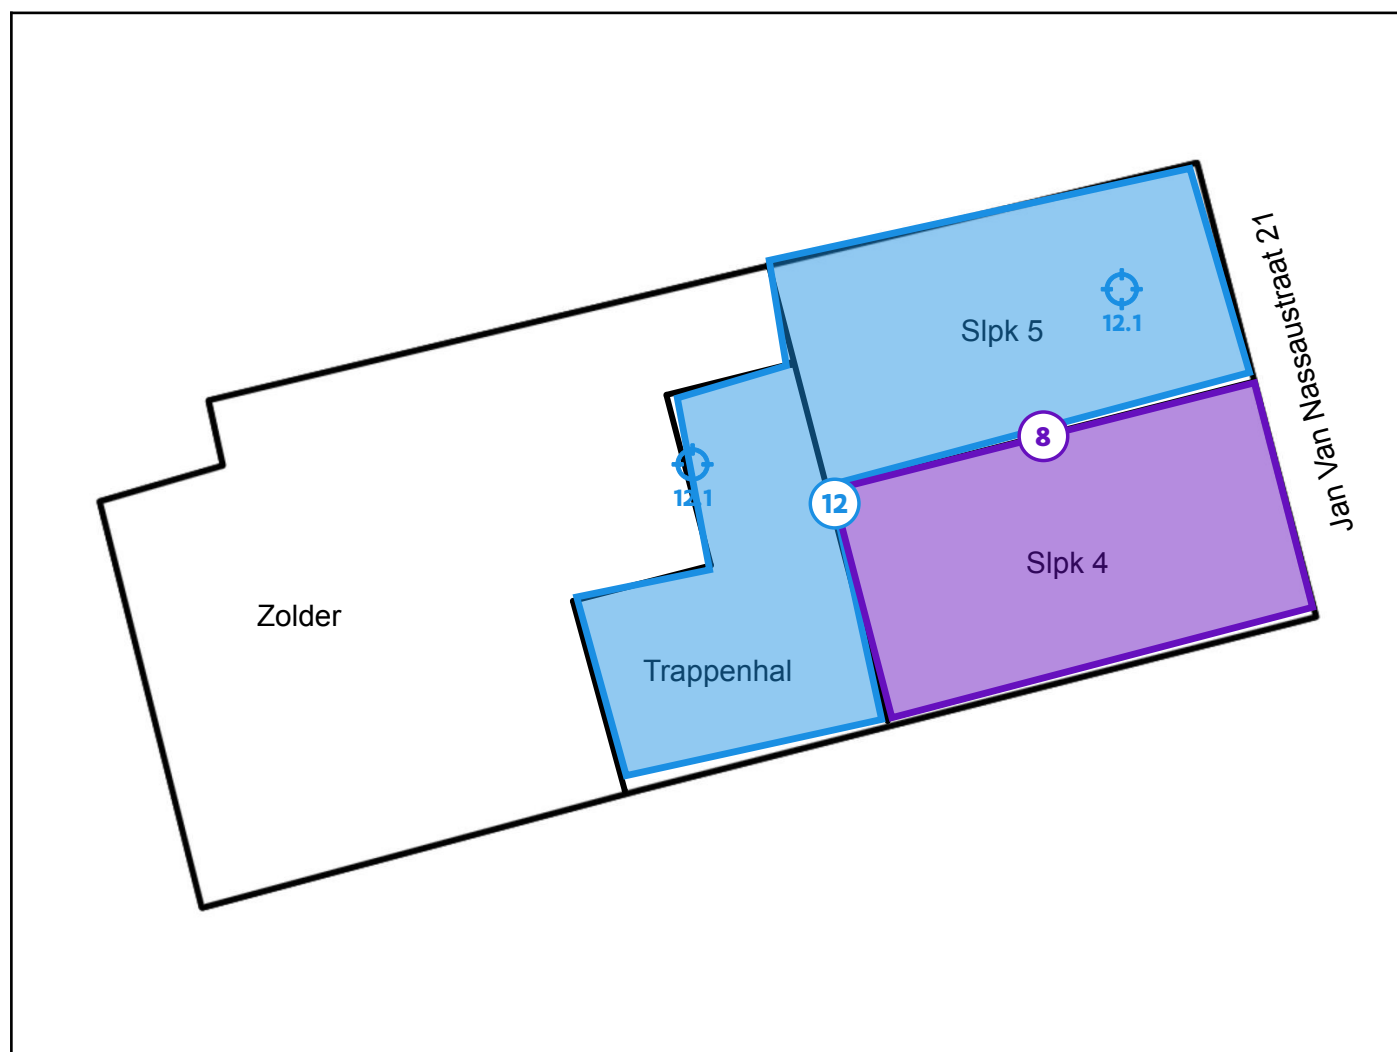 Jan Van Nassaustraat 21
Slpk 5
12.1
8
12.1
12
Slpk 4
Zolder
Trappenhal